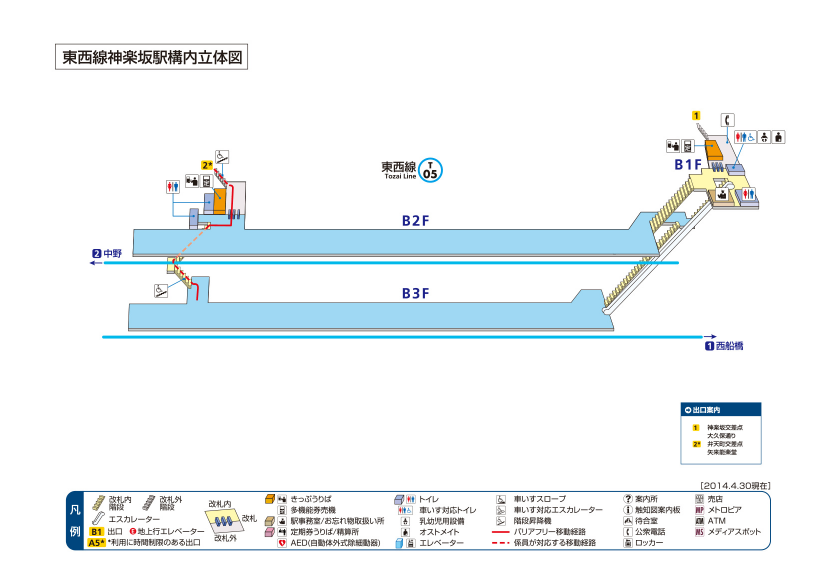 東西線神楽坂駅構内立体図
1
2*
東西線
Tozai Line
T
05
B1F
B2F
2 中野
B3F
1 西船橋
出口案内
1 神楽坂交差点
大久保通り
2* 弁天町交差点
矢来能楽堂
[2014.4.30現在]
凡例
改札内
階段
改札外
階段
エスカレーター
B1 出口 E 地上行エレベーター
A5* *利用に時間制限のある出口
改札内
改札
改札外
きっぷうりば
多機能券売機
駅事務室/お忘れ物取扱い所
定期券うりば/精算所
AED(自動体外式除細動器)
トイレ
車いす対応トイレ
乳幼児用設備
オストメイト
エレベーター
車いすスロープ
車いす対応エスカレーター
階段昇降機
バリアフリー移動経路
係員が対応する移動経路
? 案内所
i 触知図案内板
待合室
公衆電話
ロッカー
売店
MP メトロピア
ATM ATM
MS メディアスポット